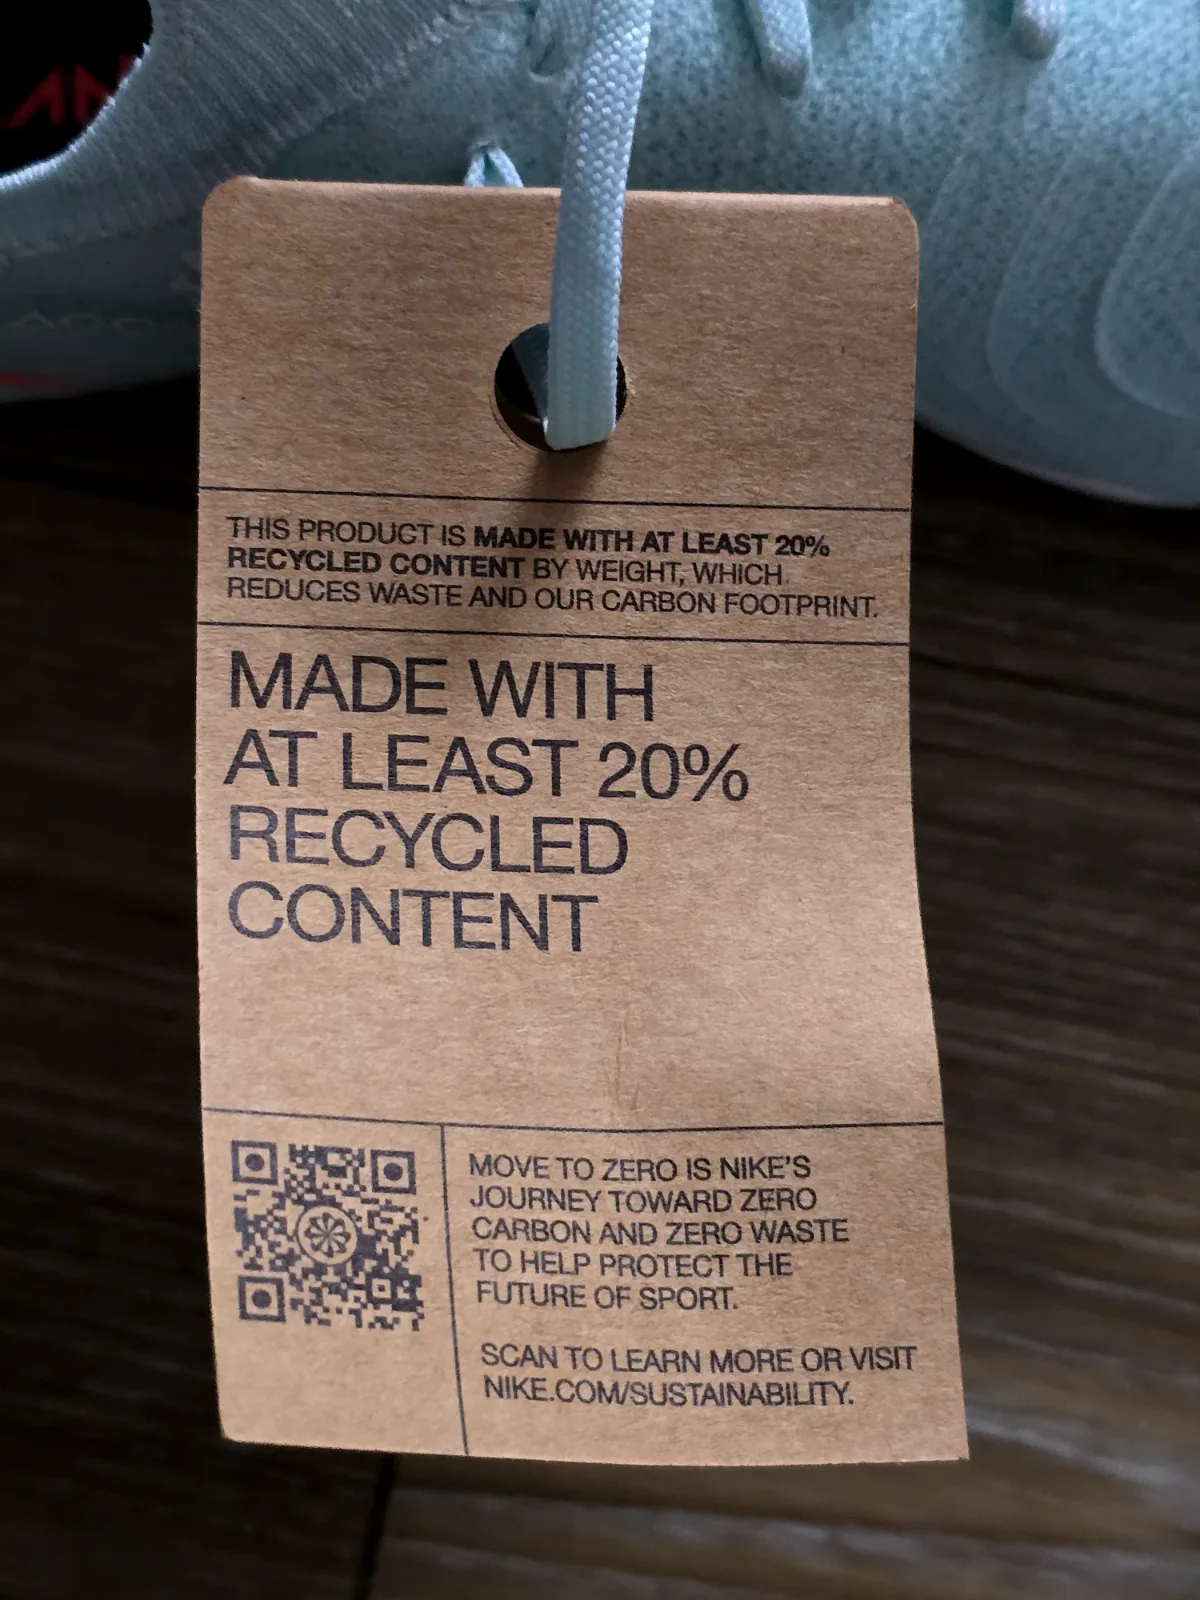 THIS PRODUCT IS MADE WITH AT LEAST 20%
RECYCLED CONTENT BY WEIGHT, WHICH
REDUCES WASTE AND OUR CARBON FOOTPRINT.
MADE WITH
AT LEAST 20%
RECYCLED
CONTENT
MOVE TO ZERO IS NIKE'S
JOURNEY TOWARD ZERO
CARBON AND ZERO WASTE
TO HELP PROTECT THE
FUTURE OF SPORT.
SCAN TO LEARN MORE OR VISIT
NIKE.COM/SUSTAINABILITY.